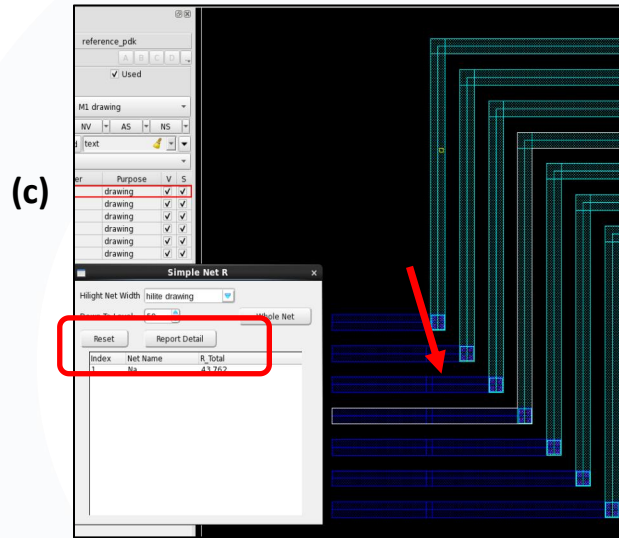 (c)
reference_pdk
A B C D
Used
M1 drawing
NV AS NS
text
Purpose V S
drawing
drawing
drawing
drawing
drawing
drawing
Simple Net R
Hilight Net Width hilite drawing
Whole Net
Reset Report Detail
Index Net Name R_Total
1 Na 43.762